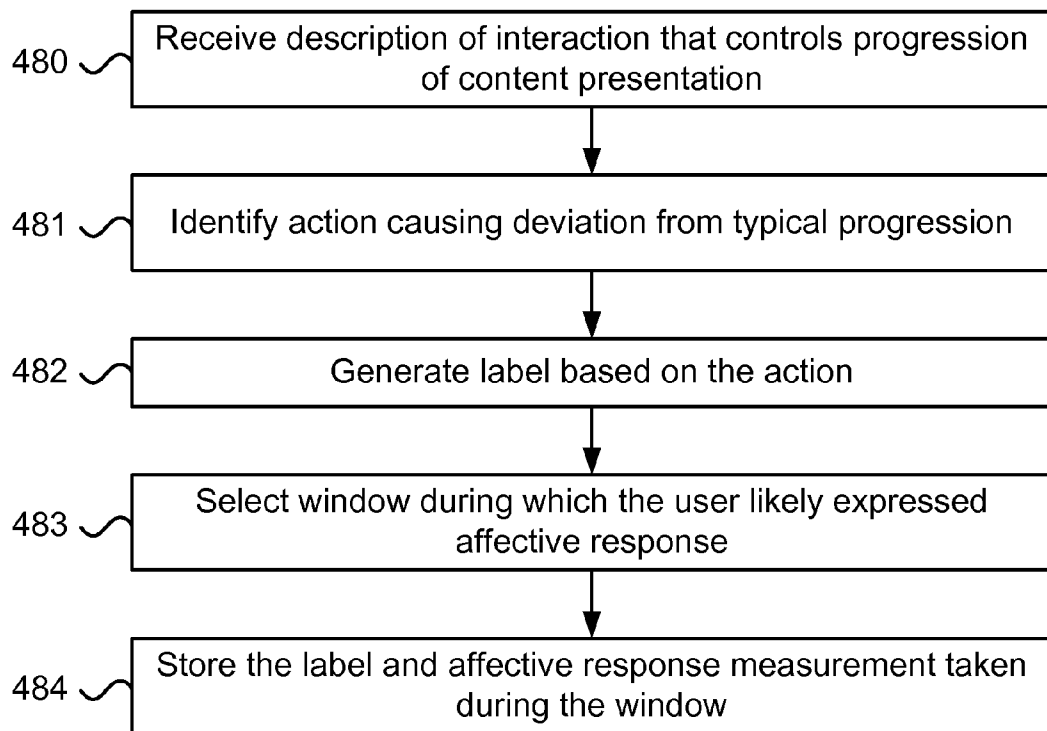 480
Receive description of interaction that controls progression
of content presentation
481
Identify action causing deviation from typical progression
482
Generate label based on the action
483
Select window during which the user likely expressed
affective response
484
Store the label and affective response measurement taken
during the window